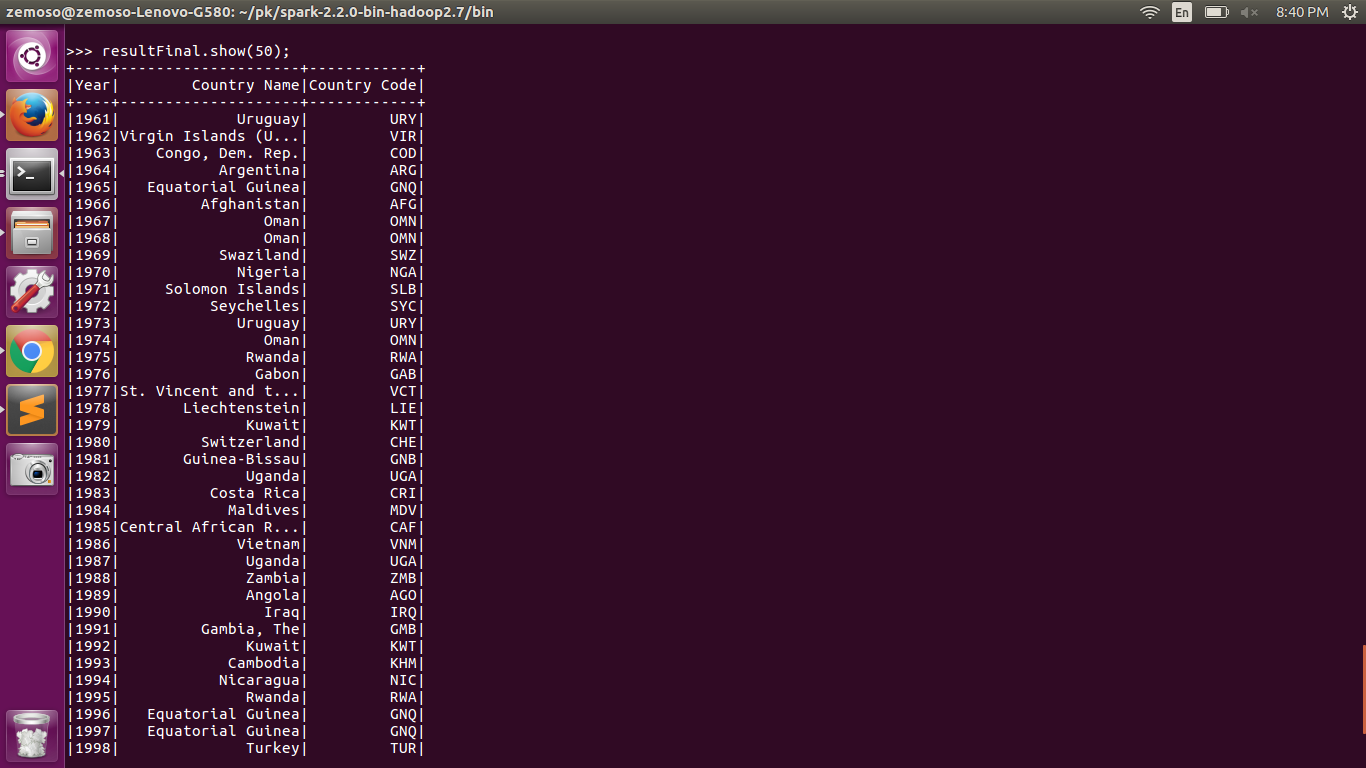 zemoso@zemoso-Lenovo-G580: ~/pk/spark-2.2.0-bin-hadoop2.7/bin
En
8:40 PM
>>> resultFinal.show(50);
+----+--------------------+------------+
|Year|        Country Name|Country Code|
+----+--------------------+------------+
|1961|             Uruguay|         URY|
|1962|Virgin Islands (U...|         VIR|
|1963|    Congo, Dem. Rep.|         COD|
|1964|           Argentina|         ARG|
|1965|   Equatorial Guinea|         GNQ|
|1966|         Afghanistan|         AFG|
|1967|                Oman|         OMN|
|1968|                Oman|         OMN|
|1969|           Swaziland|         SWZ|
|1970|             Nigeria|         NGA|
|1971|     Solomon Islands|         SLB|
|1972|          Seychelles|         SYC|
|1973|             Uruguay|         URY|
|1974|                Oman|         OMN|
|1975|              Rwanda|         RWA|
|1976|               Gabon|         GAB|
|1977|St. Vincent and t...|         VCT|
|1978|       Liechtenstein|         LIE|
|1979|              Kuwait|         KWT|
|1980|         Switzerland|         CHE|
|1981|       Guinea-Bissau|         GNB|
|1982|              Uganda|         UGA|
|1983|          Costa Rica|         CRI|
|1984|            Maldives|         MDV|
|1985|Central African R...|         CAF|
|1986|             Vietnam|         VNM|
|1987|              Uganda|         UGA|
|1988|              Zambia|         ZMB|
|1989|              Angola|         AGO|
|1990|                Iraq|         IRQ|
|1991|         Gambia, The|         GMB|
|1992|              Kuwait|         KWT|
|1993|            Cambodia|         KHM|
|1994|           Nicaragua|         NIC|
|1995|              Rwanda|         RWA|
|1996|   Equatorial Guinea|         GNQ|
|1997|   Equatorial Guinea|         GNQ|
|1998|              Turkey|         TUR|